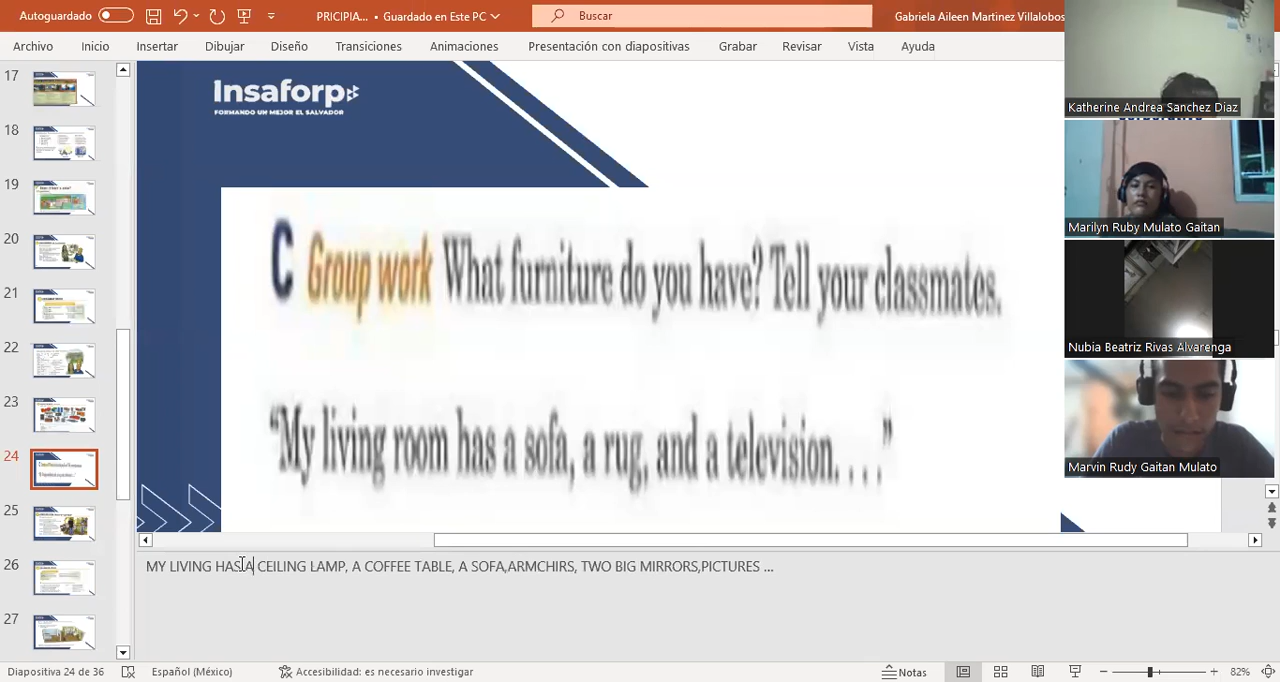 Autoguardado
PRICIPIA... • Guardado en Este PC
Buscar
Gabriela Aileen Martinez Villalobos
Archivo Inicio Insertar Dibujar Diseño Transiciones Animaciones Presentación con diapositivas Grabar Revisar Vista Ayuda
17
18
19
20
21
22
23
24
25
26
27
Insaforp
FORMANDO UN MEJOR EL SALVADOR
C Group work What furniture do you have? Tell your classmates.
“My living room has a sofa, a rug, and a television. . . .”
Katherine Andrea Sanchez Diaz
Marilyn Ruby Mulato Gaitan
Nubia Beatriz Rivas Alvarenga
Marvin Rudy Gaitan Mulato
MY LIVING HAS A CEILING LAMP, A COFFEE TABLE, A SOFA,ARMCHIRS, TWO BIG MIRRORS,PICTURES ...
Diapositiva 24 de 36 Español (México) Accesibilidad: es necesario investigar Notas 82%